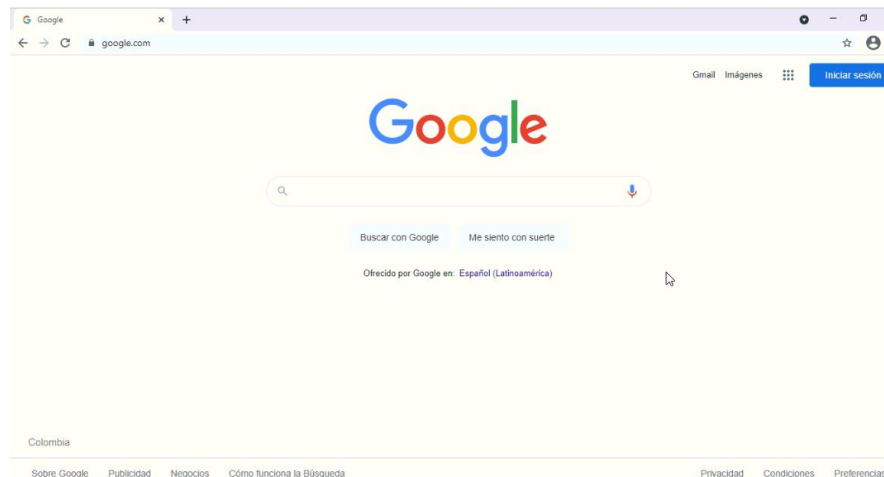 Google
google.com
Gmail Imágenes Iniciar sesión
Google
Buscar con Google Me siento con suerte
Ofrecido por Google en: Español (Latinoamérica)
Colombia
Sobre Google Publicidad Negocios Cómo funciona la Búsqueda Privacidad Condiciones Preferencias